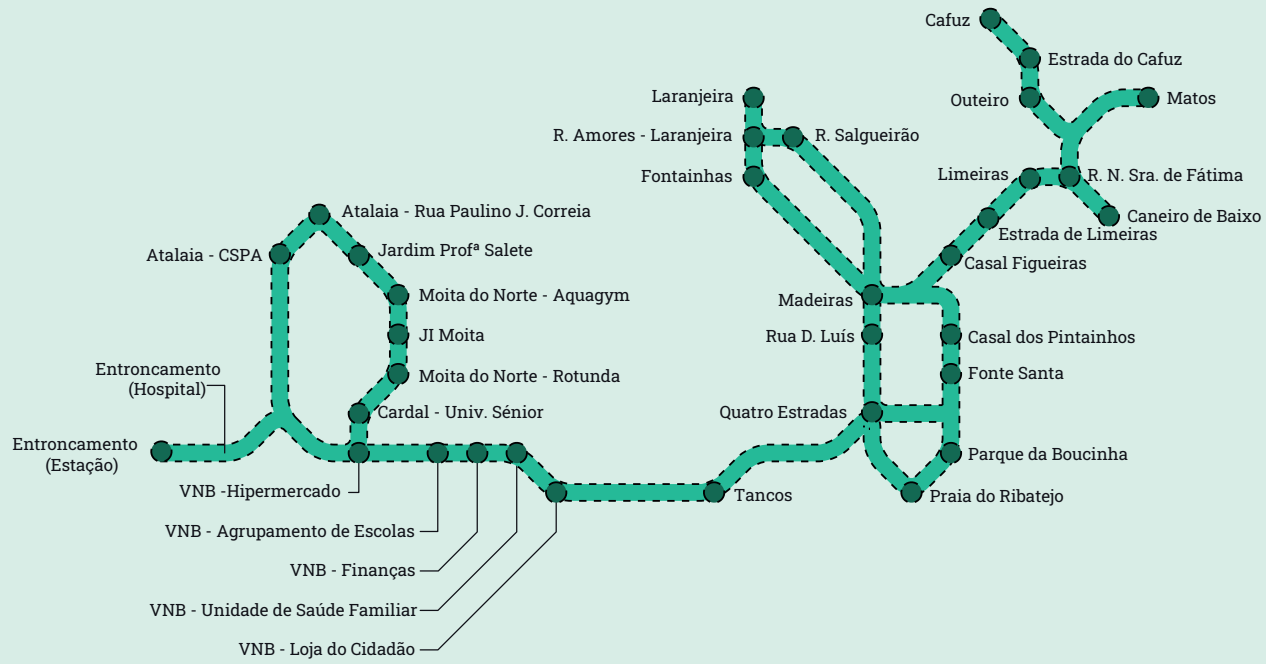 Cafuz
Estrada do Cafuz
Laranjeira
Outeiro
Matos
R. Amores - Laranjeira
R. Salgueirão
Fontainhas
Limeiras
R. N. Sra. de Fátima
Atalaia - Rua Paulino J. Correia
Caneiro de Baixo
Estrada de Limeiras
Atalaia - CSPA
Jardim Profª Salete
Casal Figueiras
Moita do Norte - Aquagym
Madeiras
JI Moita
Rua D. Luís
Casal dos Pintainhos
Entroncamento
(Hospital)
Moita do Norte - Rotunda
Fonte Santa
Cardal - Univ. Sénior
Quatro Estradas
Entroncamento
(Estação)
Parque da Boucinha
VNB -Hipermercado
Tancos
Praia do Ribatejo
VNB - Agrupamento de Escolas
VNB - Finanças
VNB - Unidade de Saúde Familiar
VNB - Loja do Cidadão